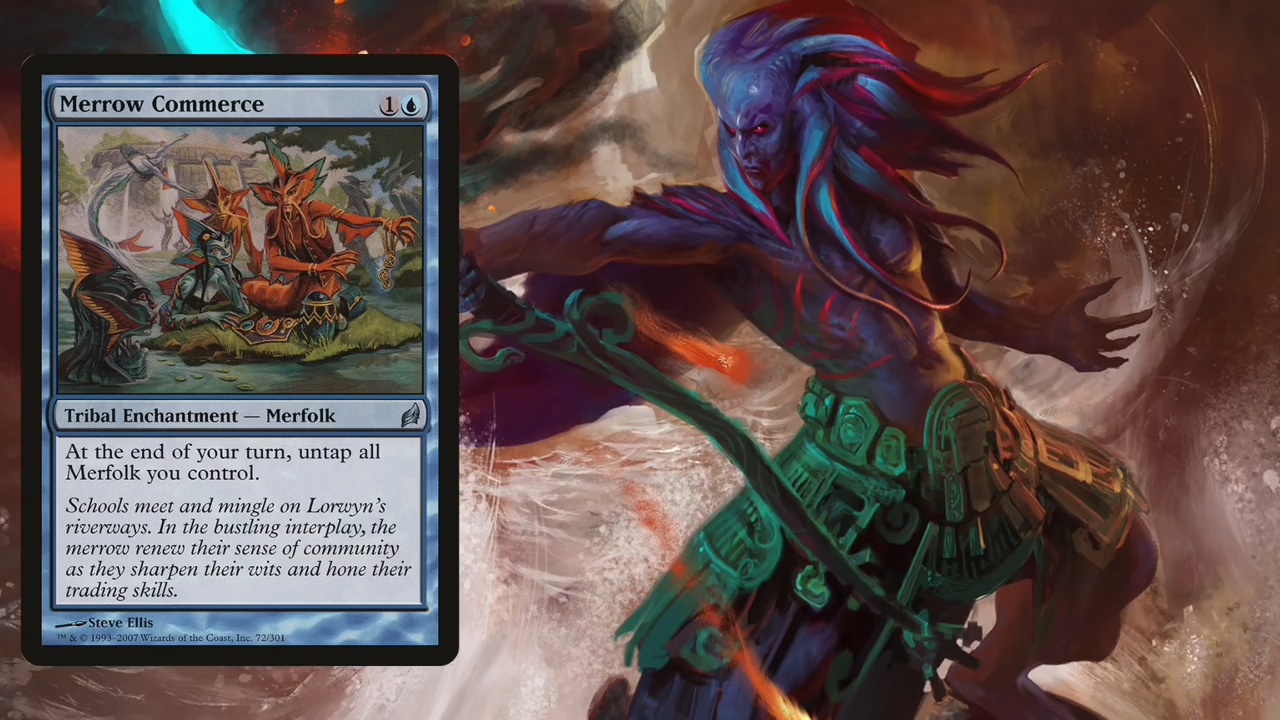 Merrow Commerce 1
Tribal Enchantment — Merfolk
At the end of your turn, untap all
Merfolk you control.
Schools meet and mingle on Lorwyn's
riverways. In the bustling interplay, the
merrow renew their sense of community
as they sharpen their wits and hone their
trading skills.
Steve Ellis
™ & © 1993–2007 Wizards of the Coast, Inc. 72/301